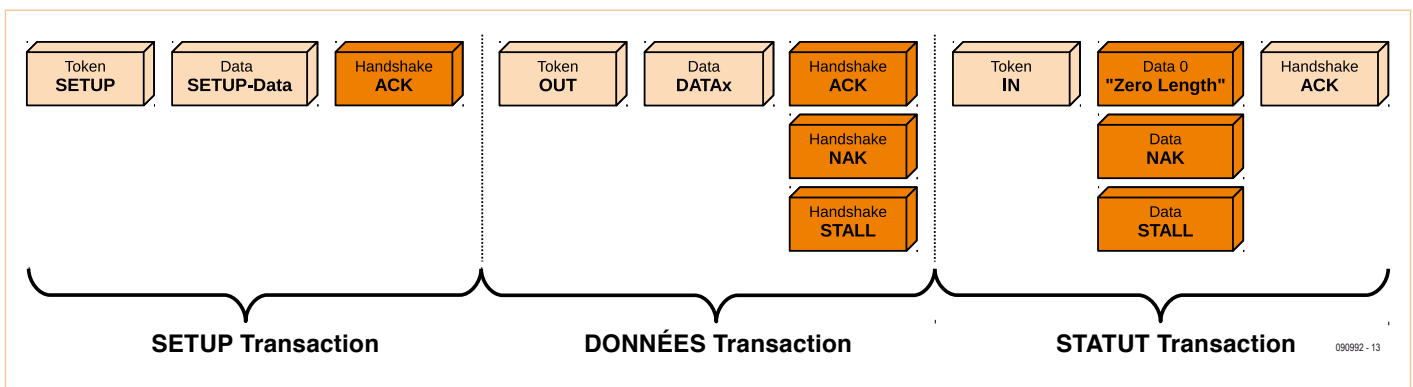 Token
SETUP
Data
SETUP-Data
Handshake
ACK
Token
OUT
Data
DATAx
Handshake
ACK
Handshake
NAK
Handshake
STALL
Token
IN
Data 0
"Zero Length"
Data
NAK
Data
STALL
Handshake
ACK
SETUP Transaction
DONNÉES Transaction
STATUT Transaction
090992 - 13